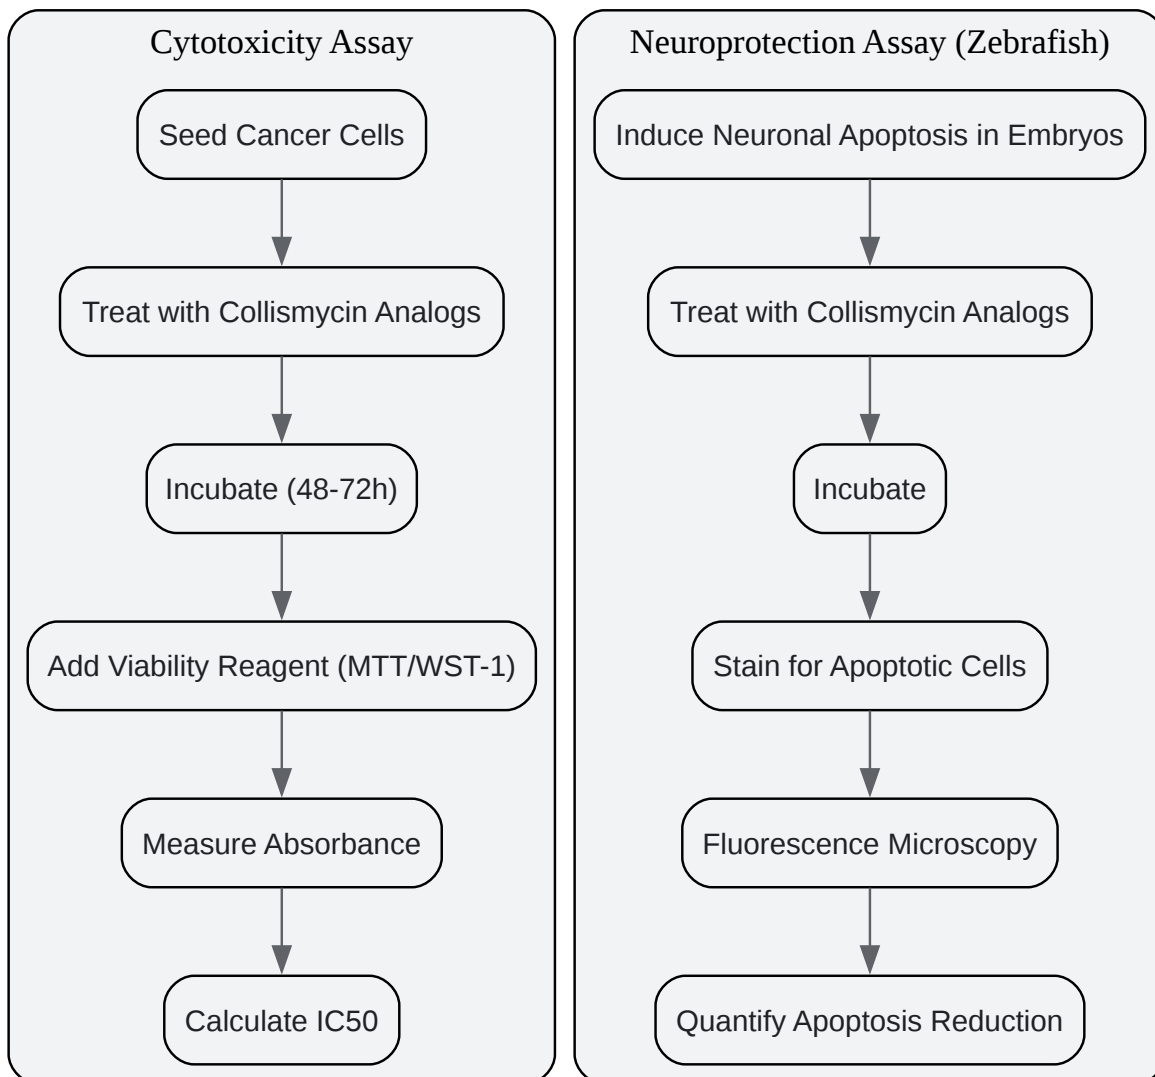 Cytotoxicity Assay
Seed Cancer Cells
Treat with Collismycin Analogs
Incubate (48-72h)
Add Viability Reagent (MTT/WST-1)
Measure Absorbance
Calculate IC50
Neuroprotection Assay (Zebrafish)
Induce Neuronal Apoptosis in Embryos
Treat with Collismycin Analogs
Incubate
Stain for Apoptotic Cells
Fluorescence Microscopy
Quantify Apoptosis Reduction